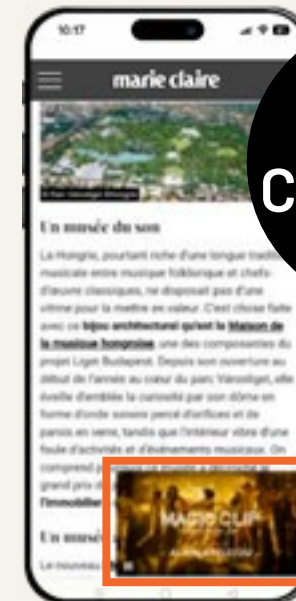 10:17
marie claire
C
Un musée du son
La Hongrie, pourtant riche d'une longue
musicale entre musique folklorique et chefs-
d'œuvre classiques, ne disposait pas d'une
vitrine pour la mettre en valeur. C'est chose faite
avec ce bijou architectural qu'est la Maison de
la musique hongroise, une des composantes du
projet Liget Budapest. Depuis son ouverture au
début de l'année au cœur du parc Városliget, elle
éveille d'emblée la curiosité par son dôme en
forme d'onde sonore percé d'orifices et de
parois en verre, tandis que l'intérieur vibre d'une
foule d'activités et d'événements musicaux. On
comprend
grand prix
l'immobilier
Un musée
Le nouveau
MAGIC CLIP